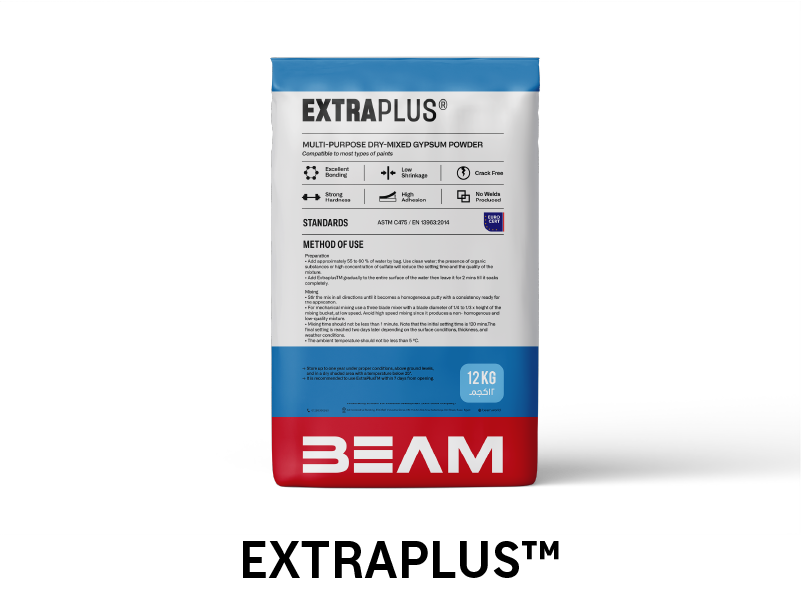 EXTRAPLUS®
MULTI-PURPOSE DRY-MIXED GYPSUM POWDER
Compatible to most types of paints
Excellent Bonding
Low Shrinkage
Crack Free
Strong Hardness
High Adhesion
No Welds Produced
STANDARDS
ASTM C475 / EN 13963:2014
EURO CERT
METHOD OF USE
Preparation
• Add approximately 55 to 60 % of water by bag. Use clean water; the presence of organic
substances or high concentration of sulfate will reduce the setting time and the quality of the
mixture.
• Add ExtraplusTM gradually to the entire surface of the water then leave it for 2 mins till it soaks
completely.
Mixing
• Stir the mix in all directions until it becomes a homogeneous putty with a consistency ready for
the application.
• For mechanical mixing use a three-blade mixer with a blade diameter of 1/4 to 1/3 x height of the
mixing bucket, at low speed. Avoid high speed mixing since it produces a non- homogenous and
low-quality mixture.
• Mixing time should not be less than 1 minute. Note that the initial setting time is 120 mins.The
final setting is reached two days later depending on the surface conditions, thickness, and
weather conditions.
• The ambient temperature should not be less than 5 °C.
12 KG
١٢كجم
BEAM
EXTRAPLUS™